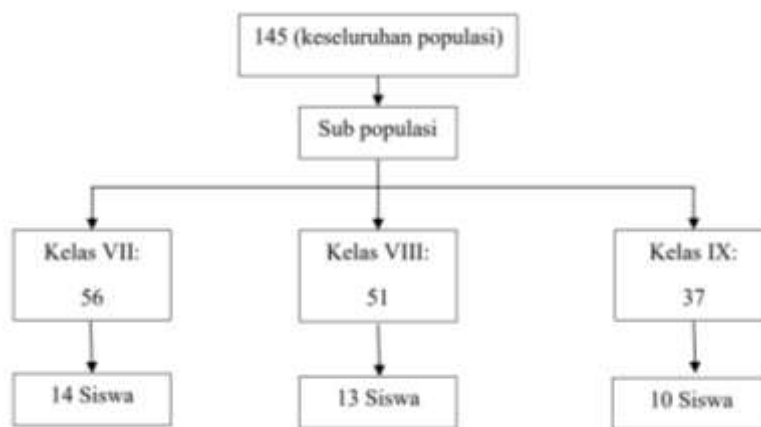 145 (keseluruhan populasi)
Sub populasi
Kelas VII:
56
Kelas VIII:
51
Kelas IX:
37
14 Siswa
13 Siswa
10 Siswa